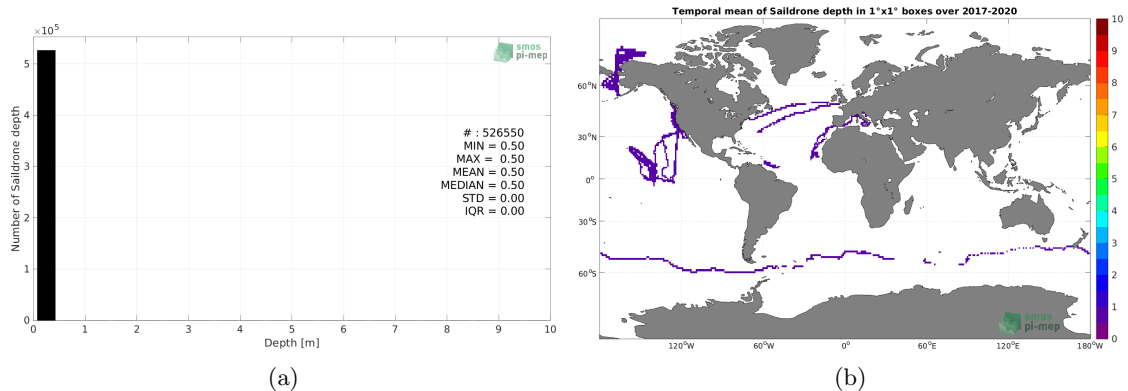 ×10⁵
5
4
3
2
1
0
Number of Saildrone depth
smos
pi-mep
# : 526550
MIN = 0.50
MAX = 0.50
MEAN = 0.50
MEDIAN = 0.50
STD = 0.00
IQR = 0.00
0 1 2 3 4 5 6 7 8 9 10
Depth [m]
(a)
Temporal mean of Saildrone depth in 1°x1° boxes over 2017-2020
60°N
30°N
0°
30°S
60°S
120°W 60°W 0° 60°E 120°E 180°W
smos
pi-mep
10
9
8
7
6
5
4
3
2
1
0
(b)